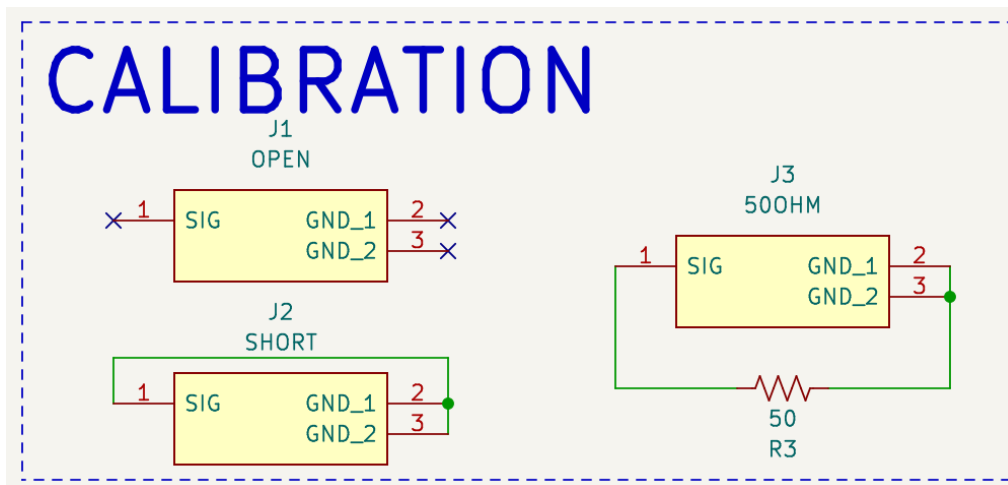 CALIBRATION
J1
OPEN
1 SIG GND_1 2
GND_2 3
J2
SHORT
1 SIG GND_1 2
GND_2 3
J3
50OHM
1 SIG GND_1 2
GND_2 3
50
R3